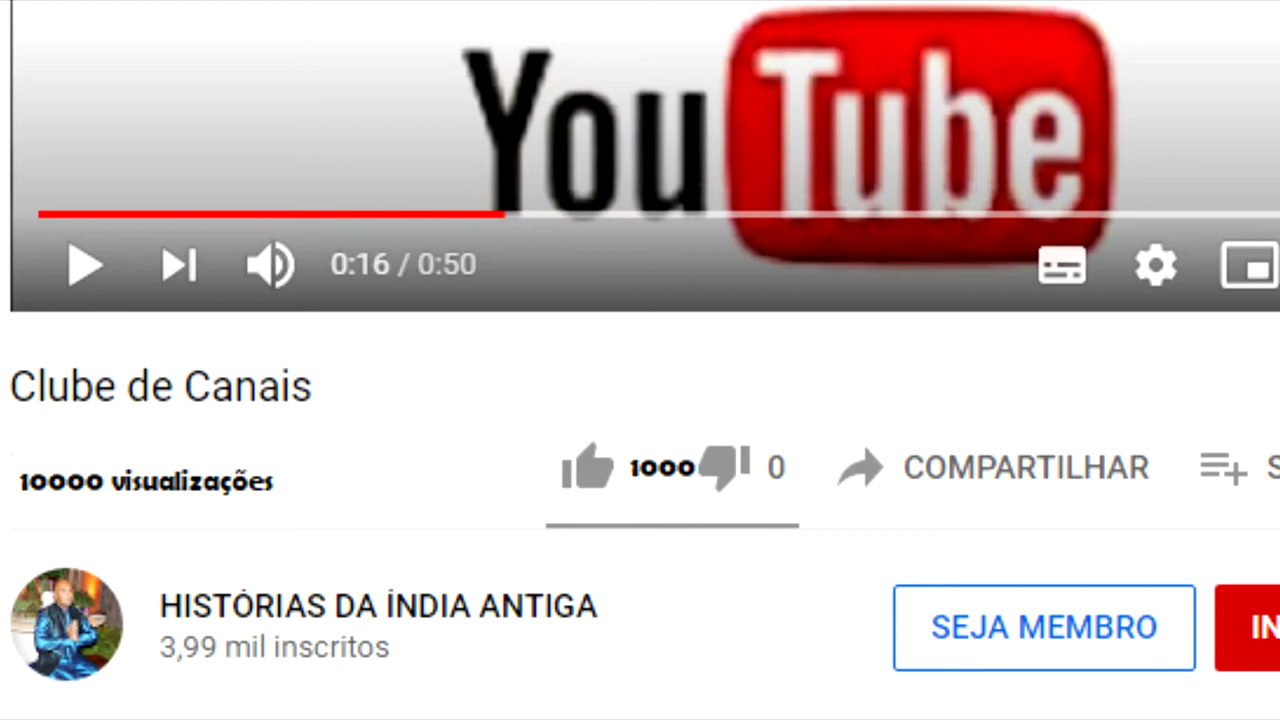 YouTube
0:16 / 0:50
Clube de Canais
10000 visualizações
1000 0 COMPARTILHAR S
HISTÓRIAS DA ÍNDIA ANTIGA
3,99 mil inscritos
SEJA MEMBRO IN